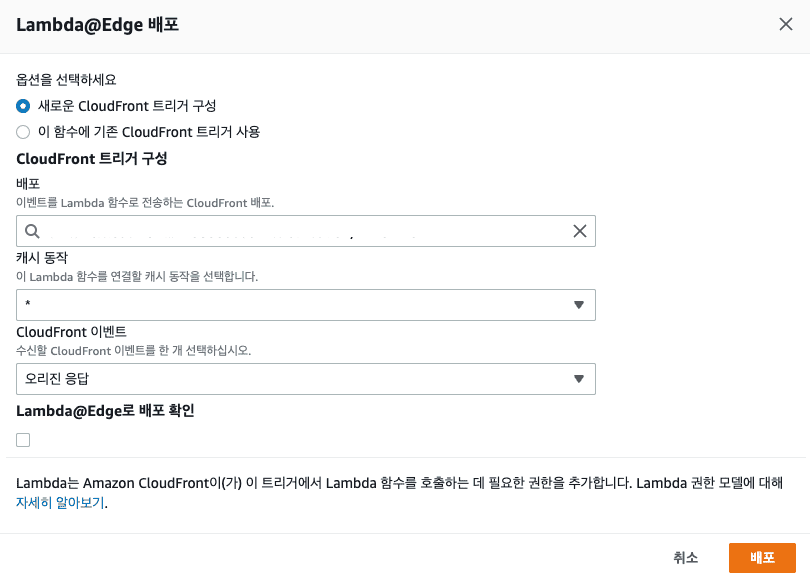 Lambda@Edge 배포
옵션을 선택하세요
새로운 CloudFront 트리거 구성
이 함수에 기존 CloudFront 트리거 사용
CloudFront 트리거 구성
배포
이벤트를 Lambda 함수로 전송하는 CloudFront 배포.
캐시 동작
이 Lambda 함수를 연결할 캐시 동작을 선택합니다.
*
CloudFront 이벤트
수신할 CloudFront 이벤트를 한 개 선택하십시오.
오리진 응답
Lambda@Edge로 배포 확인
Lambda는 Amazon CloudFront이(가) 이 트리거에서 Lambda 함수를 호출하는 데 필요한 권한을 추가합니다. Lambda 권한 모델에 대해
자세히 알아보기.
취소
배포